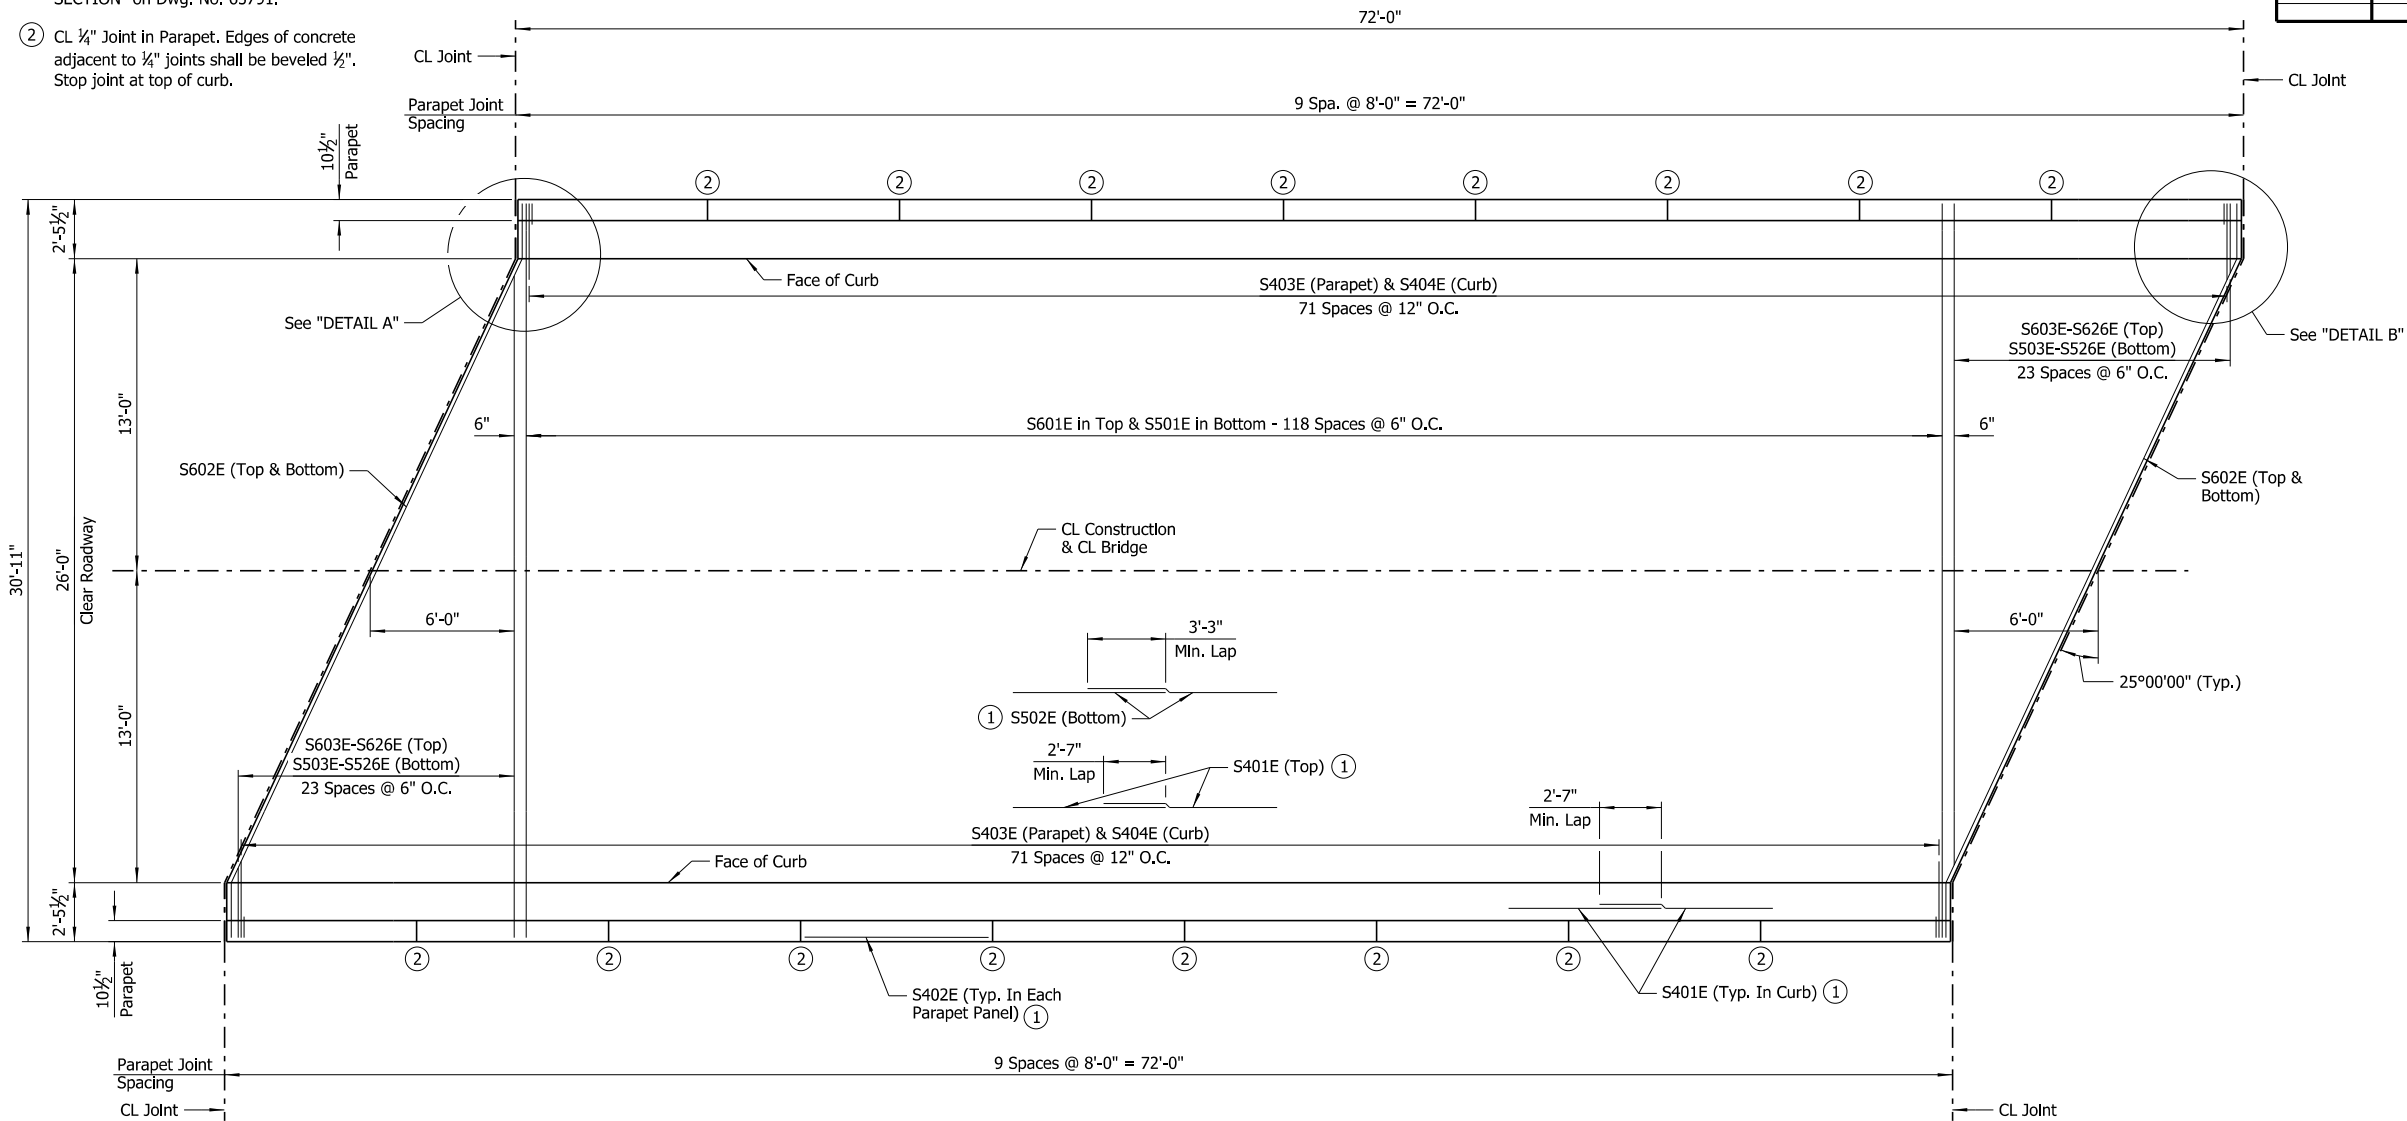 SECTION" on Dwg. No. 65791.
② CL ¼" Joint in Parapet. Edges of concrete
adjacent to ¼" joints shall be beveled ½".
Stop joint at top of curb.
72'-0"
CL Joint
CL Joint
Parapet Joint
Spacing
9 Spa. @ 8'-0" = 72'-0"
10½"
Parapet
② ② ② ② ② ② ② ②
2'-5½"
Face of Curb
S403E (Parapet) & S404E (Curb)
71 Spaces @ 12" O.C.
See "DETAIL A"
See "DETAIL B"
S603E-S626E (Top)
S503E-S526E (Bottom)
23 Spaces @ 6" O.C.
13'-0"
6"
S601E in Top & S501E in Bottom - 118 Spaces @ 6" O.C.
6"
S602E (Top & Bottom)
S602E (Top &
Bottom)
30'-11"
26'-0"
Clear Roadway
CL Construction
& CL Bridge
6'-0"
6'-0"
3'-3"
Min. Lap
25°00'00" (Typ.)
① S502E (Bottom)
13'-0"
S603E-S626E (Top)
S503E-S526E (Bottom)
23 Spaces @ 6" O.C.
2'-7"
Min. Lap
S401E (Top) ①
2'-7"
Min. Lap
S403E (Parapet) & S404E (Curb)
71 Spaces @ 12" O.C.
Face of Curb
2'-5½"
② ② ② ② ② ② ② ②
10½"
Parapet
S402E (Typ. In Each
Parapet Panel) ①
S401E (Typ. In Curb) ①
Parapet Joint
Spacing
9 Spaces @ 8'-0" = 72'-0"
CL Joint
CL Joint